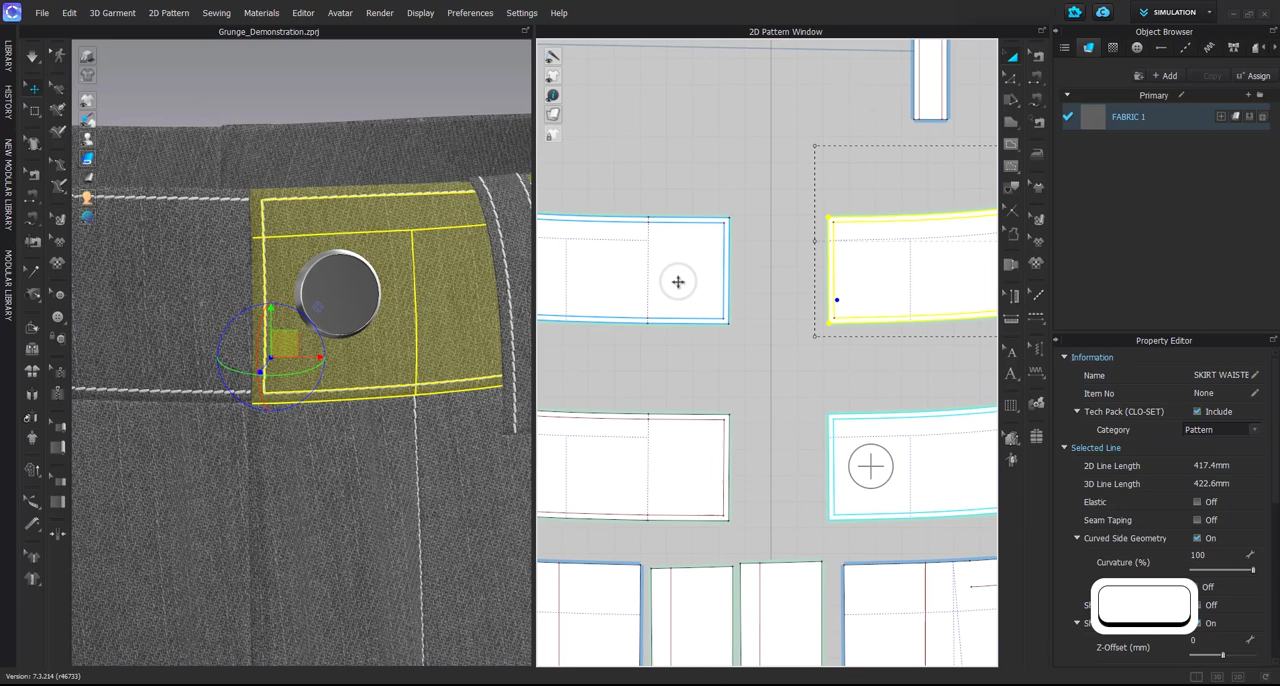 File
Edit
3D Garment
2D Pattern
Sewing
Materials
Editor
Avatar
Render
Display
Preferences
Settings
Help
SIMULATION
Grunge_Demonstration.zprj
2D Pattern Window
Object Browser
LIBRARY
HISTORY
NEW MODULAR LIBRARY
MODULAR LIBRARY
+ Add
Copy
Assign
Primary
FABRIC 1
Property Editor
Information
Name
SKIRT WAISTE
Item No
None
Tech Pack (CLO-SET)
Include
Category
Pattern
Selected Line
2D Line Length
417.4mm
3D Line Length
422.6mm
Elastic
Off
Seam Taping
Off
Curved Side Geometry
On
Curvature (%)
100
Off
Off
On
Z-Offset (mm)
0
Version: 7.3.214 (r46733)
3D
2D